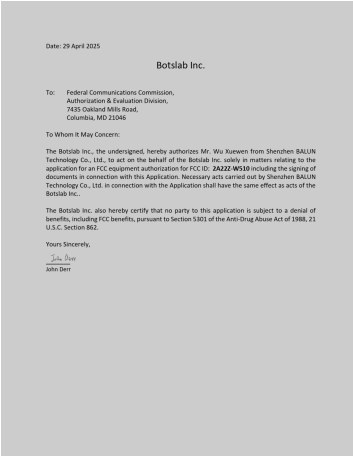 Date: 29 April 2025
Botslab Inc.
To: Federal Communications Commission,
Authorization & Evaluation Division,
7435 Oakland Mills Road,
Columbia, MD 21046
To Whom It May Concern:
The Botslab Inc., the undersigned, hereby authorizes Mr. Wu Xuewen from Shenzhen BALUN
Technology Co., Ltd., to act on the behalf of the Botslab Inc. solely in matters relating to the
application for an FCC equipment authorization for FCC ID: 2A22Z-W510 including the signing of
documents in connection with this Application. Necessary acts carried out by Shenzhen BALUN
Technology Co., Ltd. in connection with the Application shall have the same effect as acts of the
Botslab Inc..
The Botslab Inc. also hereby certify that no party to this application is subject to a denial of
benefits, including FCC benefits, pursuant to Section 5301 of the Anti-Drug Abuse Act of 1988, 21
U.S.C. Section 862.
Yours Sincerely,
John Derr
John Derr